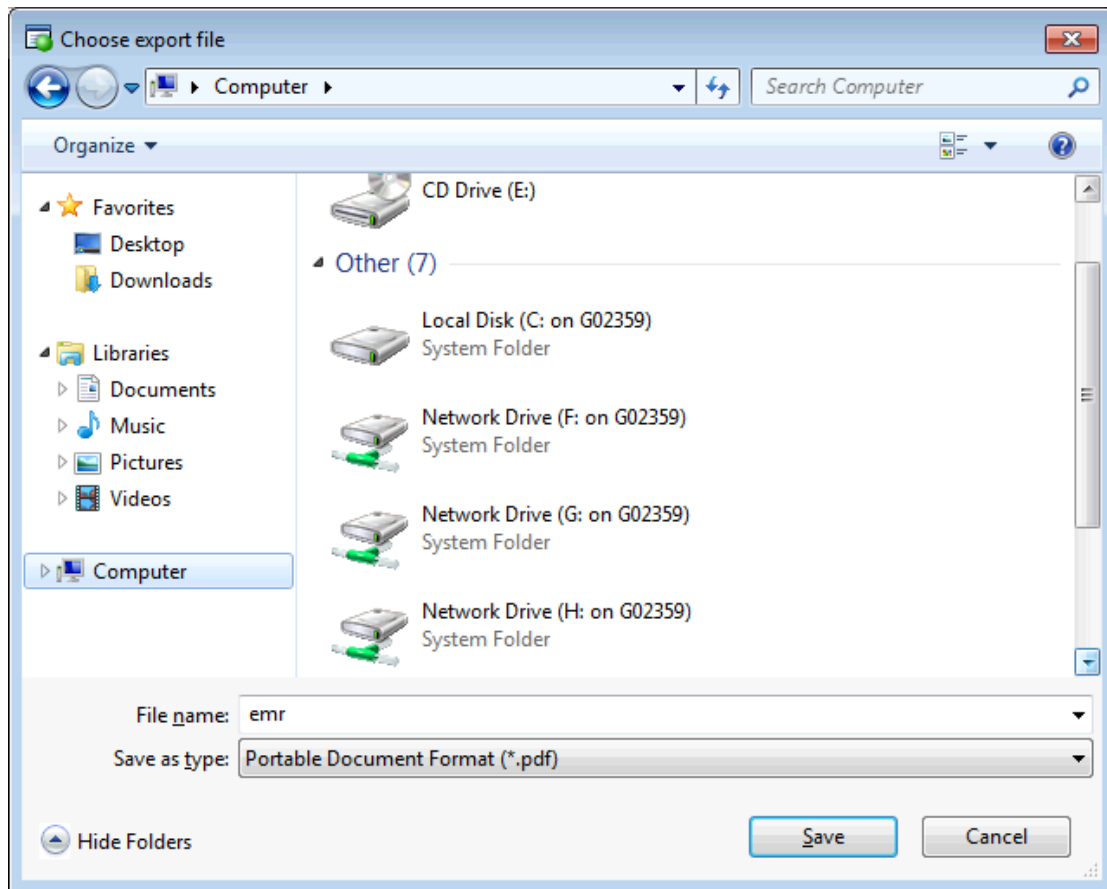 Choose export file
Computer
Search Computer
Organize
Favorites
Desktop
Downloads
Libraries
Documents
Music
Pictures
Videos
Computer
CD Drive (E:)
Other (7)
Local Disk (C: on G02359)
System Folder
Network Drive (F: on G02359)
System Folder
Network Drive (G: on G02359)
System Folder
Network Drive (H: on G02359)
System Folder
File name: emr
Save as type: Portable Document Format (*.pdf)
Hide Folders
Save
Cancel